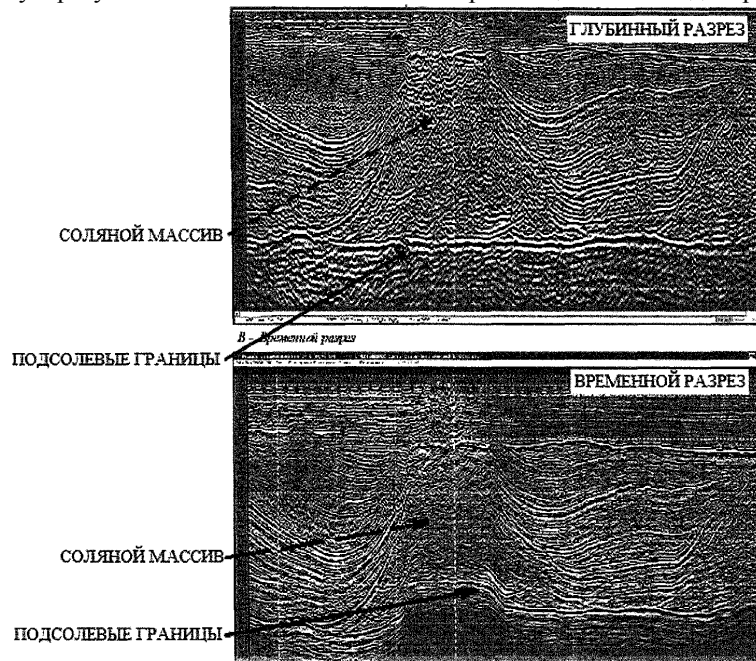 ГЛУБИННЫЙ РАЗРЕЗ
СОЛЯНОЙ МАССИВ
ПОДСОЛЕВЫЕ ГРАНИЦЫ
В – Временной разрез
ВРЕМЕННОЙ РАЗРЕЗ
СОЛЯНОЙ МАССИВ
ПОДСОЛЕВЫЕ ГРАНИЦЫ